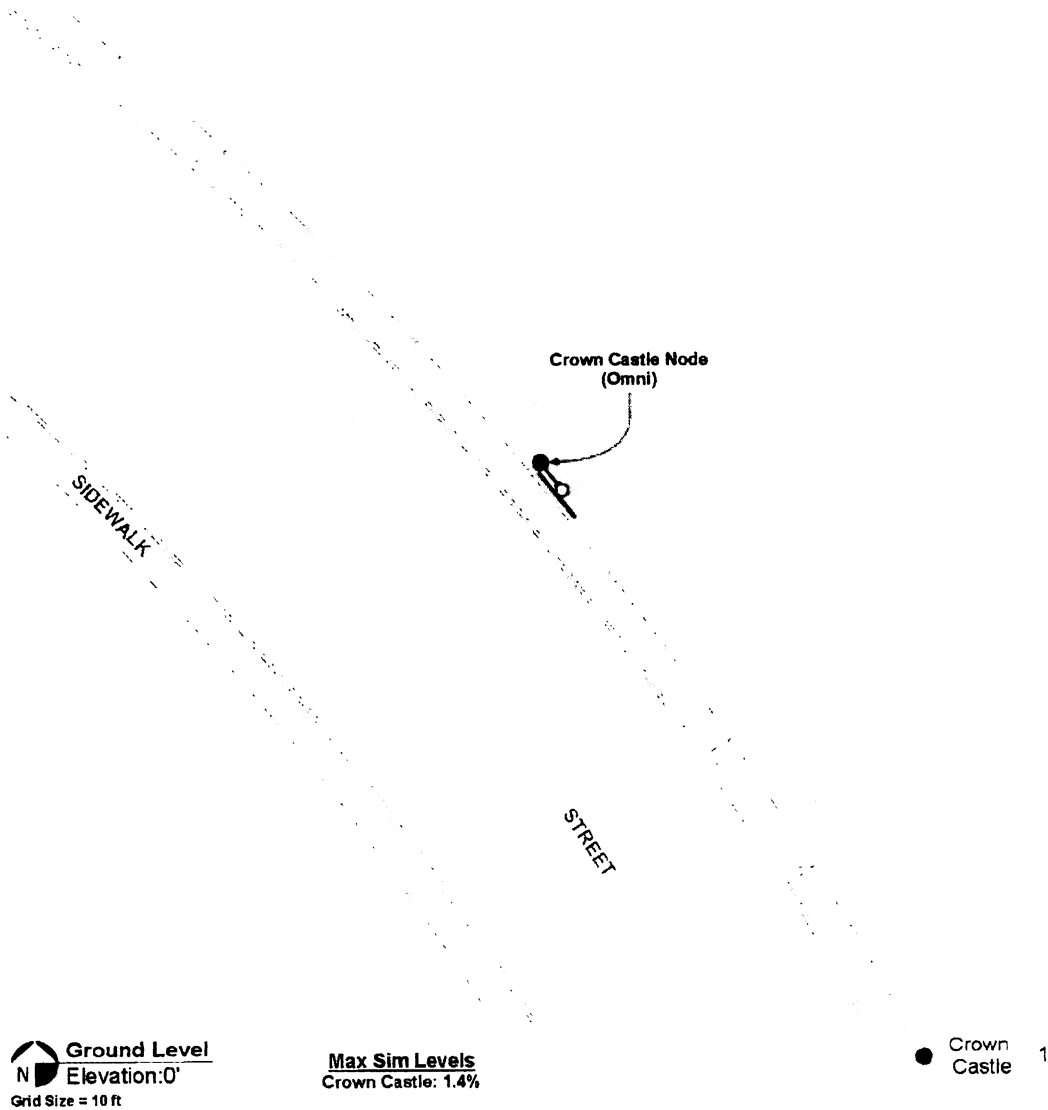 Crown Castle Node
(Omni)
SIDEWALK
STREET
N
Ground Level
Elevation:0'
Grid Size = 10 ft
Max Sim Levels
Crown Castle: 1.4%
Crown
Castle 1